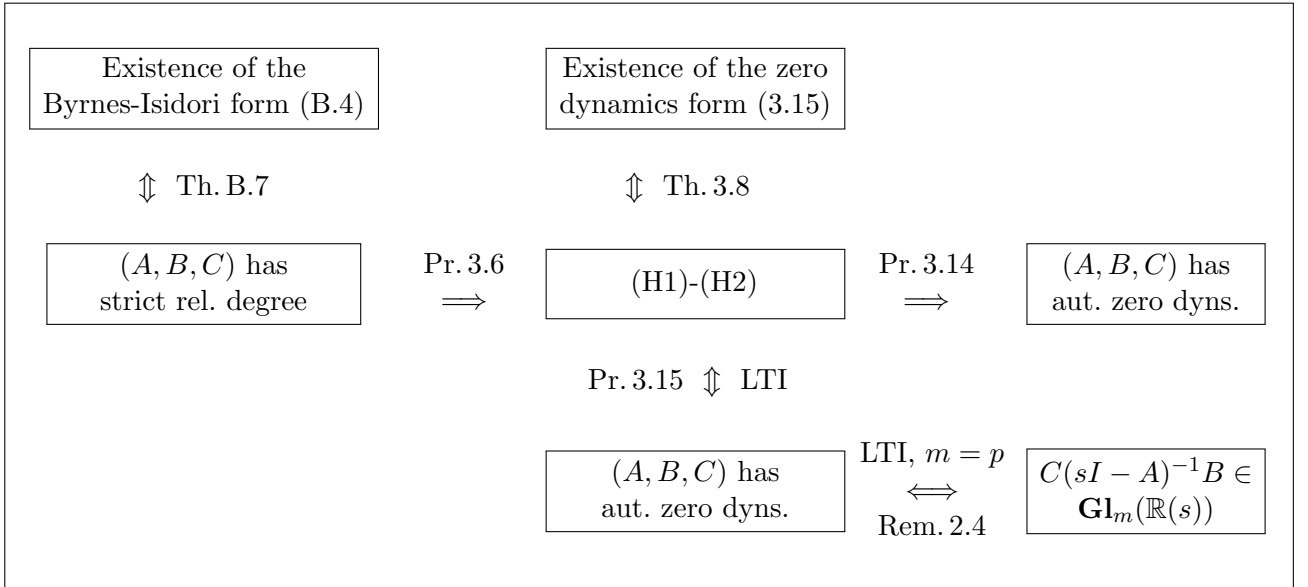 Existence of the
Byrnes-Isidori form (B.4)
Existence of the zero
dynamics form (3.15)
⇕ Th. B.7
⇕ Th. 3.8
(A, B, C) has
strict rel. degree
Pr. 3.6
⟹
(H1)-(H2)
Pr. 3.14
⟹
(A, B, C) has
aut. zero dyns.
Pr. 3.15 ⇕ LTI
(A, B, C) has
aut. zero dyns.
LTI, m = p
⟺
Rem. 2.4
C(sI − A)⁻¹B ∈
Glₘ(ℝ(s))